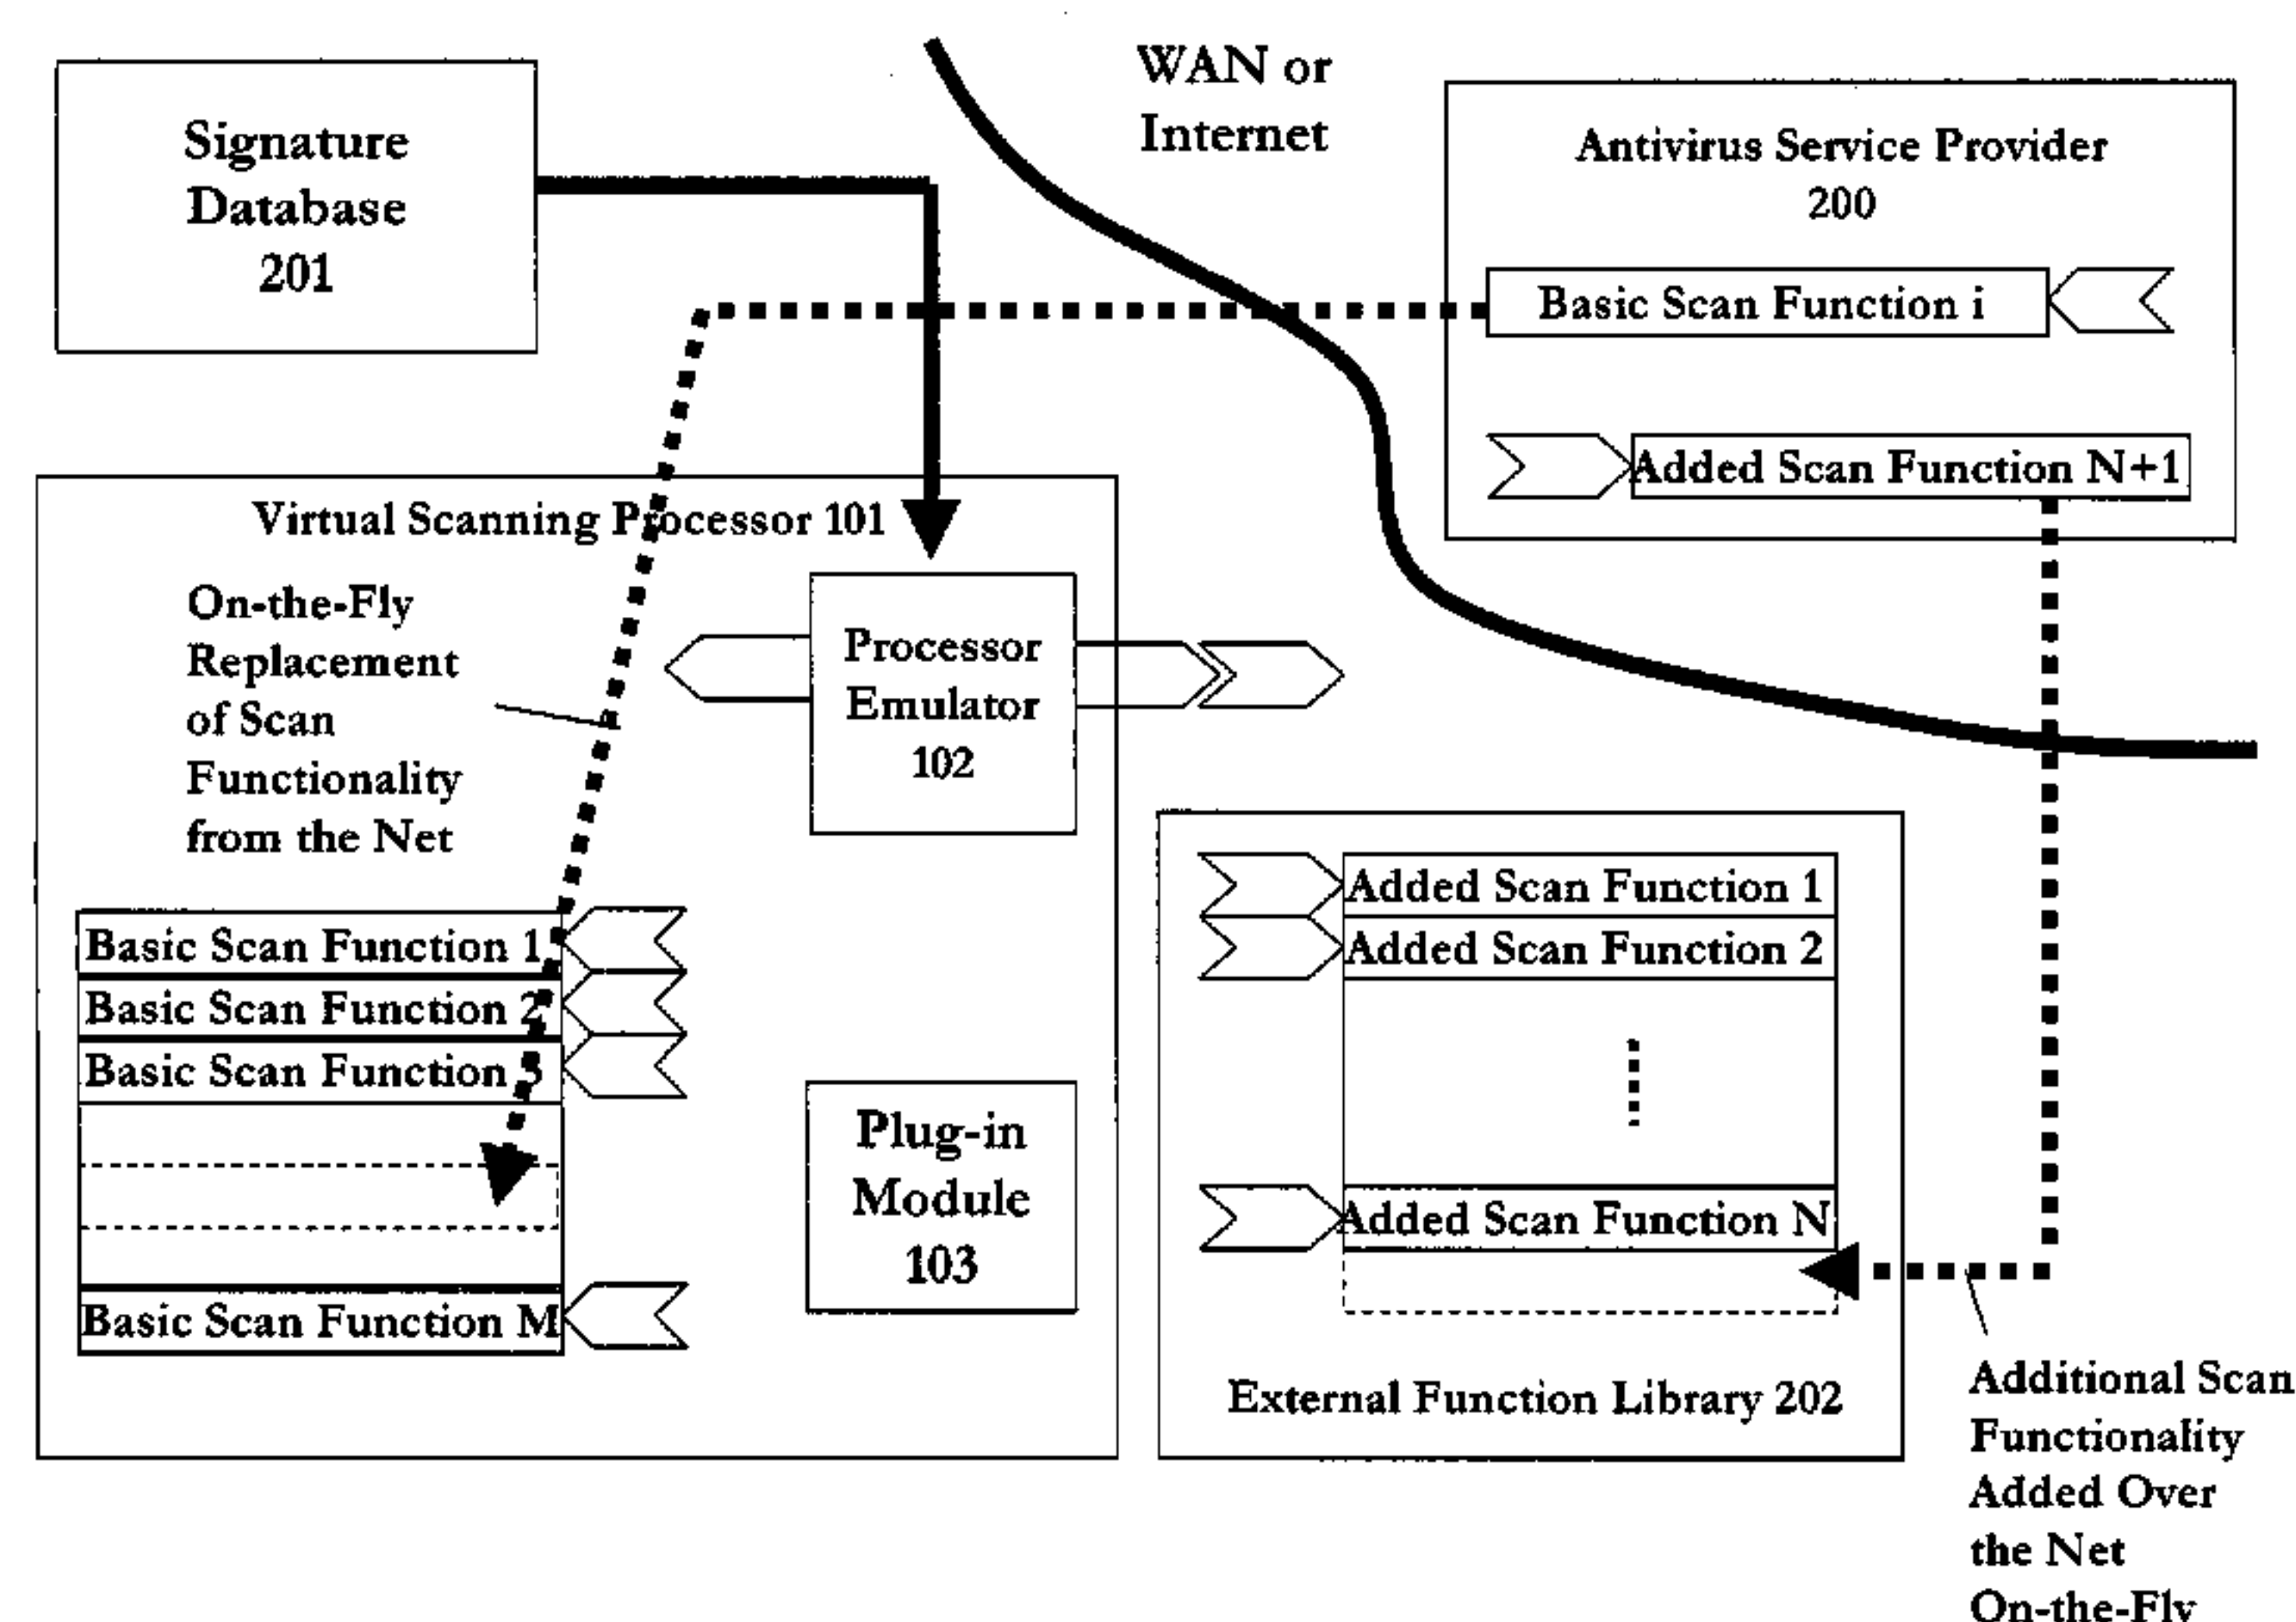 WAN or
Internet
Signature
Database
201
Antivirus Service Provider
200
Basic Scan Function i
Added Scan Function N+1
Virtual Scanning Processor 101
On-the-Fly
Replacement
of Scan
Functionality
from the Net
Processor
Emulator
102
Basic Scan Function 1
Basic Scan Function 2
Basic Scan Function 3
Basic Scan Function M
Plug-in
Module
103
Added Scan Function 1
Added Scan Function 2
Added Scan Function N
External Function Library 202
Additional Scan
Functionality
Added Over
the Net
On-the-Fly